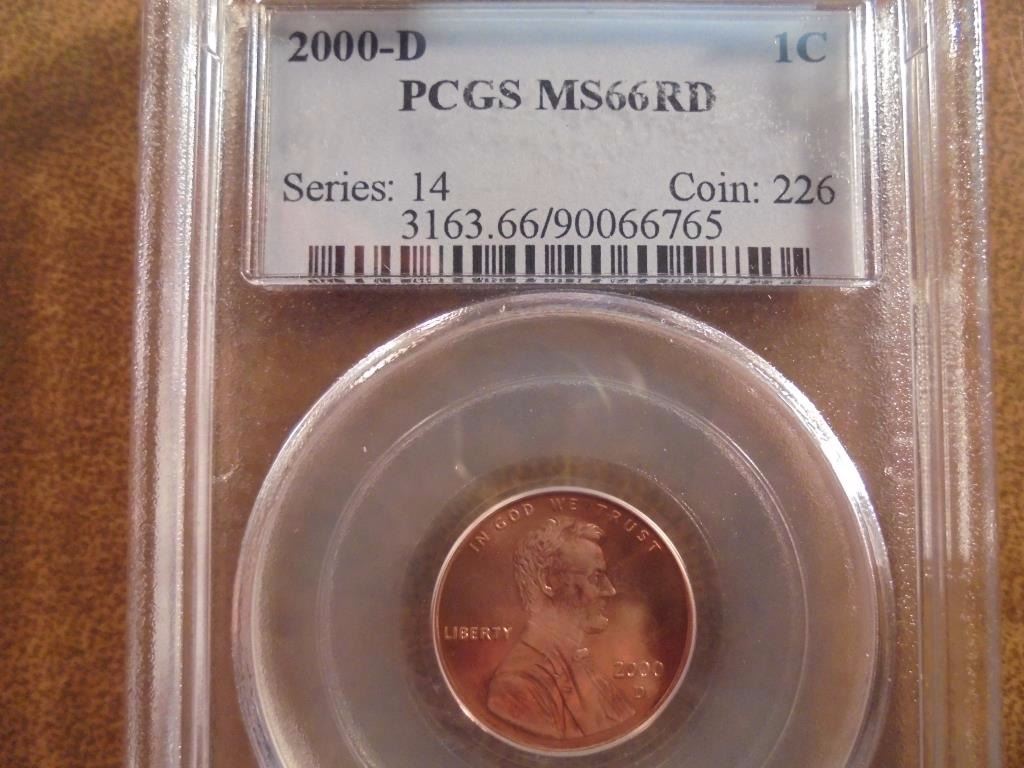 2000-D 1C
PCGS MS66RD
Series: 14 Coin: 226
3163.66/90066765
IN GOD WE TRUST
LIBERTY
2000
D